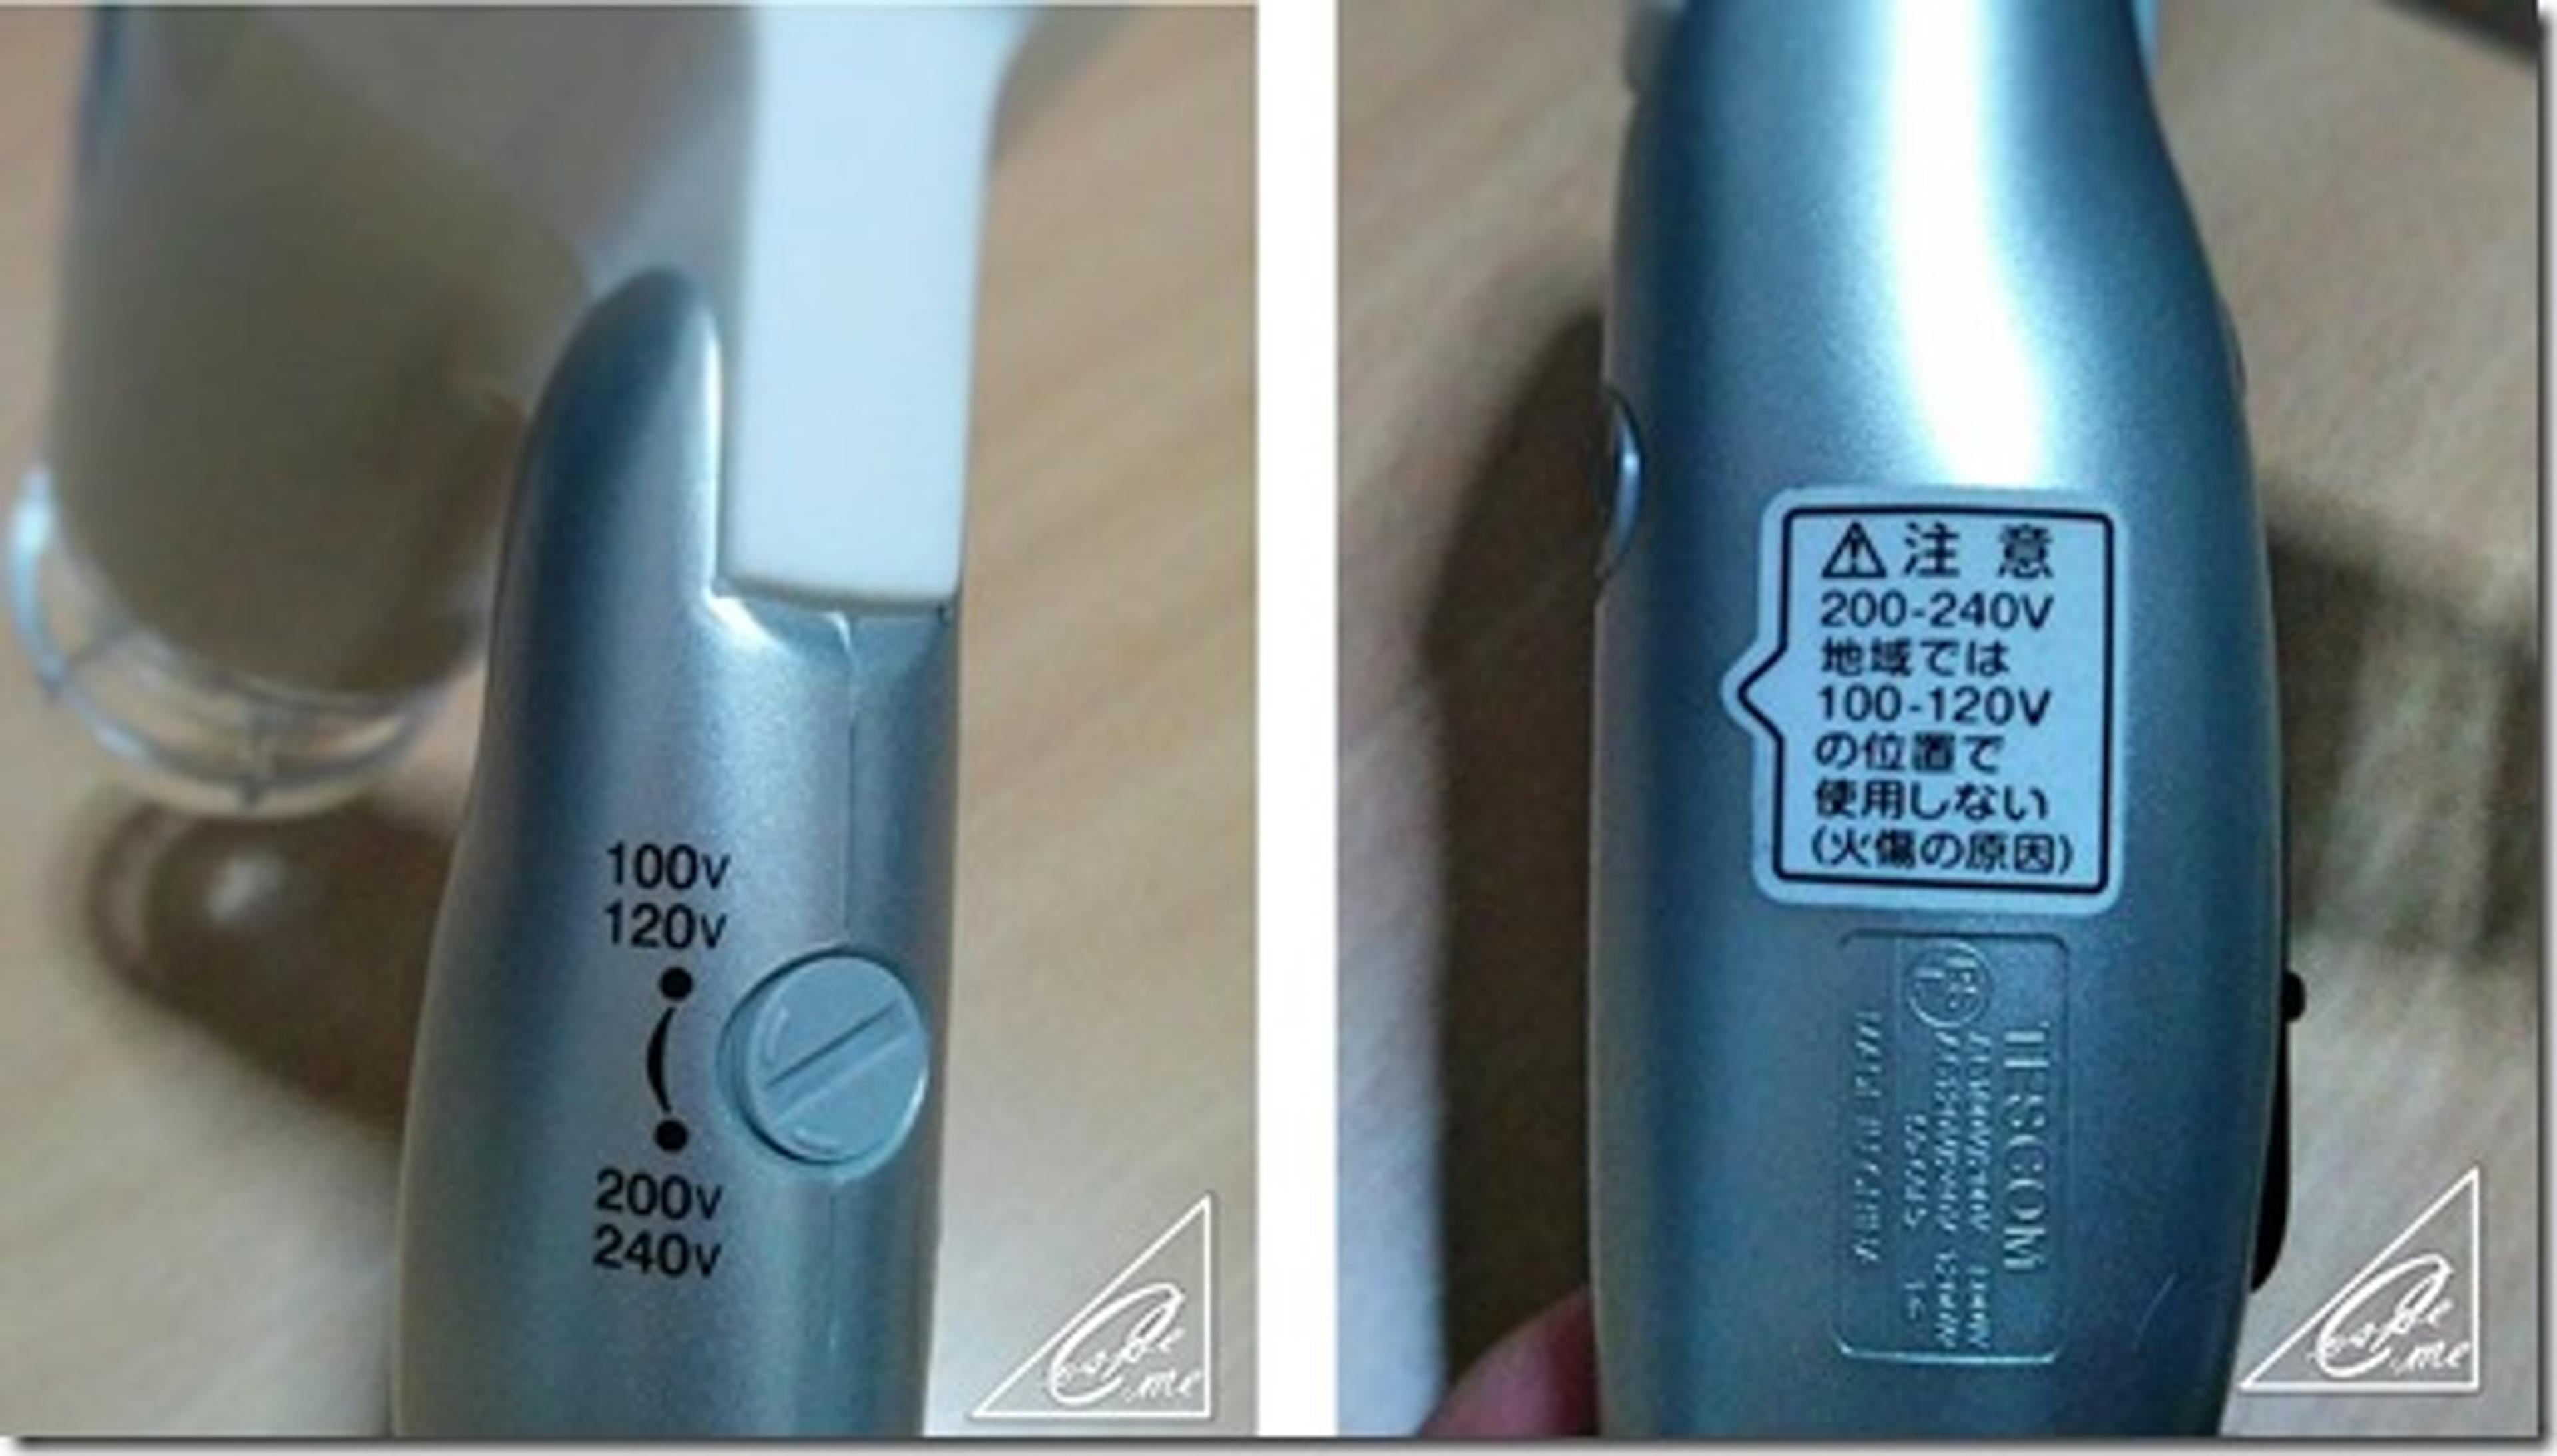 100V
120V
200V
240V
注意
200-240V
地域では
100-120V
の位置で
使用しない
(火傷の原因)
TESCOM